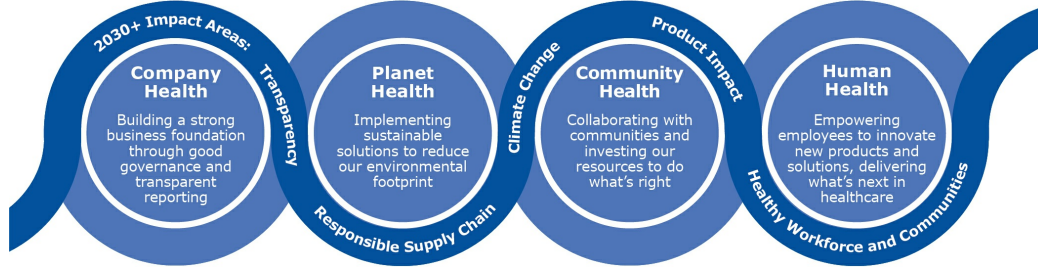 2030+ Impact Areas:
Transparency
Responsible Supply Chain
Climate Change
Product Impact
Healthy Workforce and Communities
Company
Health
Building a strong
business foundation
through good
governance and
transparent
reporting
Planet
Health
Implementing
sustainable
solutions to reduce
our environmental
footprint
Community
Health
Collaborating with
communities and
investing our
resources to do
what's right
Human
Health
Empowering
employees to innovate
new products and
solutions, delivering
what's next in
healthcare